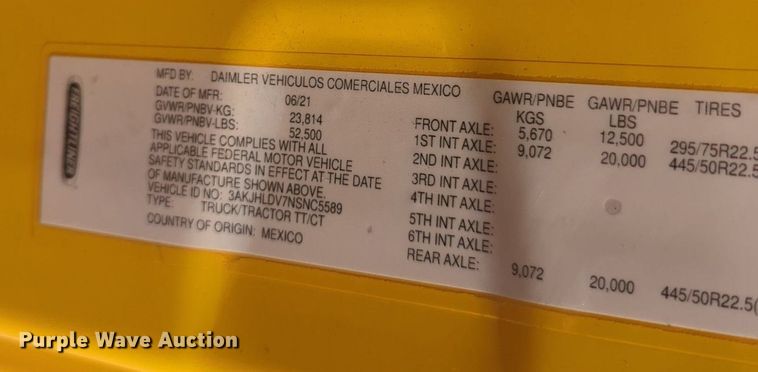 FREIGHTLINER
MFD BY: DAIMLER VEHICULOS COMERCIALES MEXICO
DATE OF MFR: 06/21
GVWR/PNBV-KG: 23,814
GVWR/PNBV-LBS: 52,500
THIS VEHICLE COMPLIES WITH ALL
APPLICABLE FEDERAL MOTOR VEHICLE
SAFETY STANDARDS IN EFFECT AT THE DATE
OF MANUFACTURE SHOWN ABOVE.
VEHICLE ID NO: 3AKJHLDV7NSNC5589
TYPE: TRUCK/TRACTOR TT/CT
COUNTRY OF ORIGIN: MEXICO
GAWR/PNBE GAWR/PNBE TIRES
KGS LBS
FRONT AXLE: 5,670 12,500 295/75R22.5
1ST INT AXLE: 9,072 20,000 445/50R22.5
2ND INT AXLE:
3RD INT AXLE:
4TH INT AXLE:
5TH INT AXLE:
6TH INT AXLE:
REAR AXLE: 9,072 20,000 445/50R22.5(
Purple Wave Auction